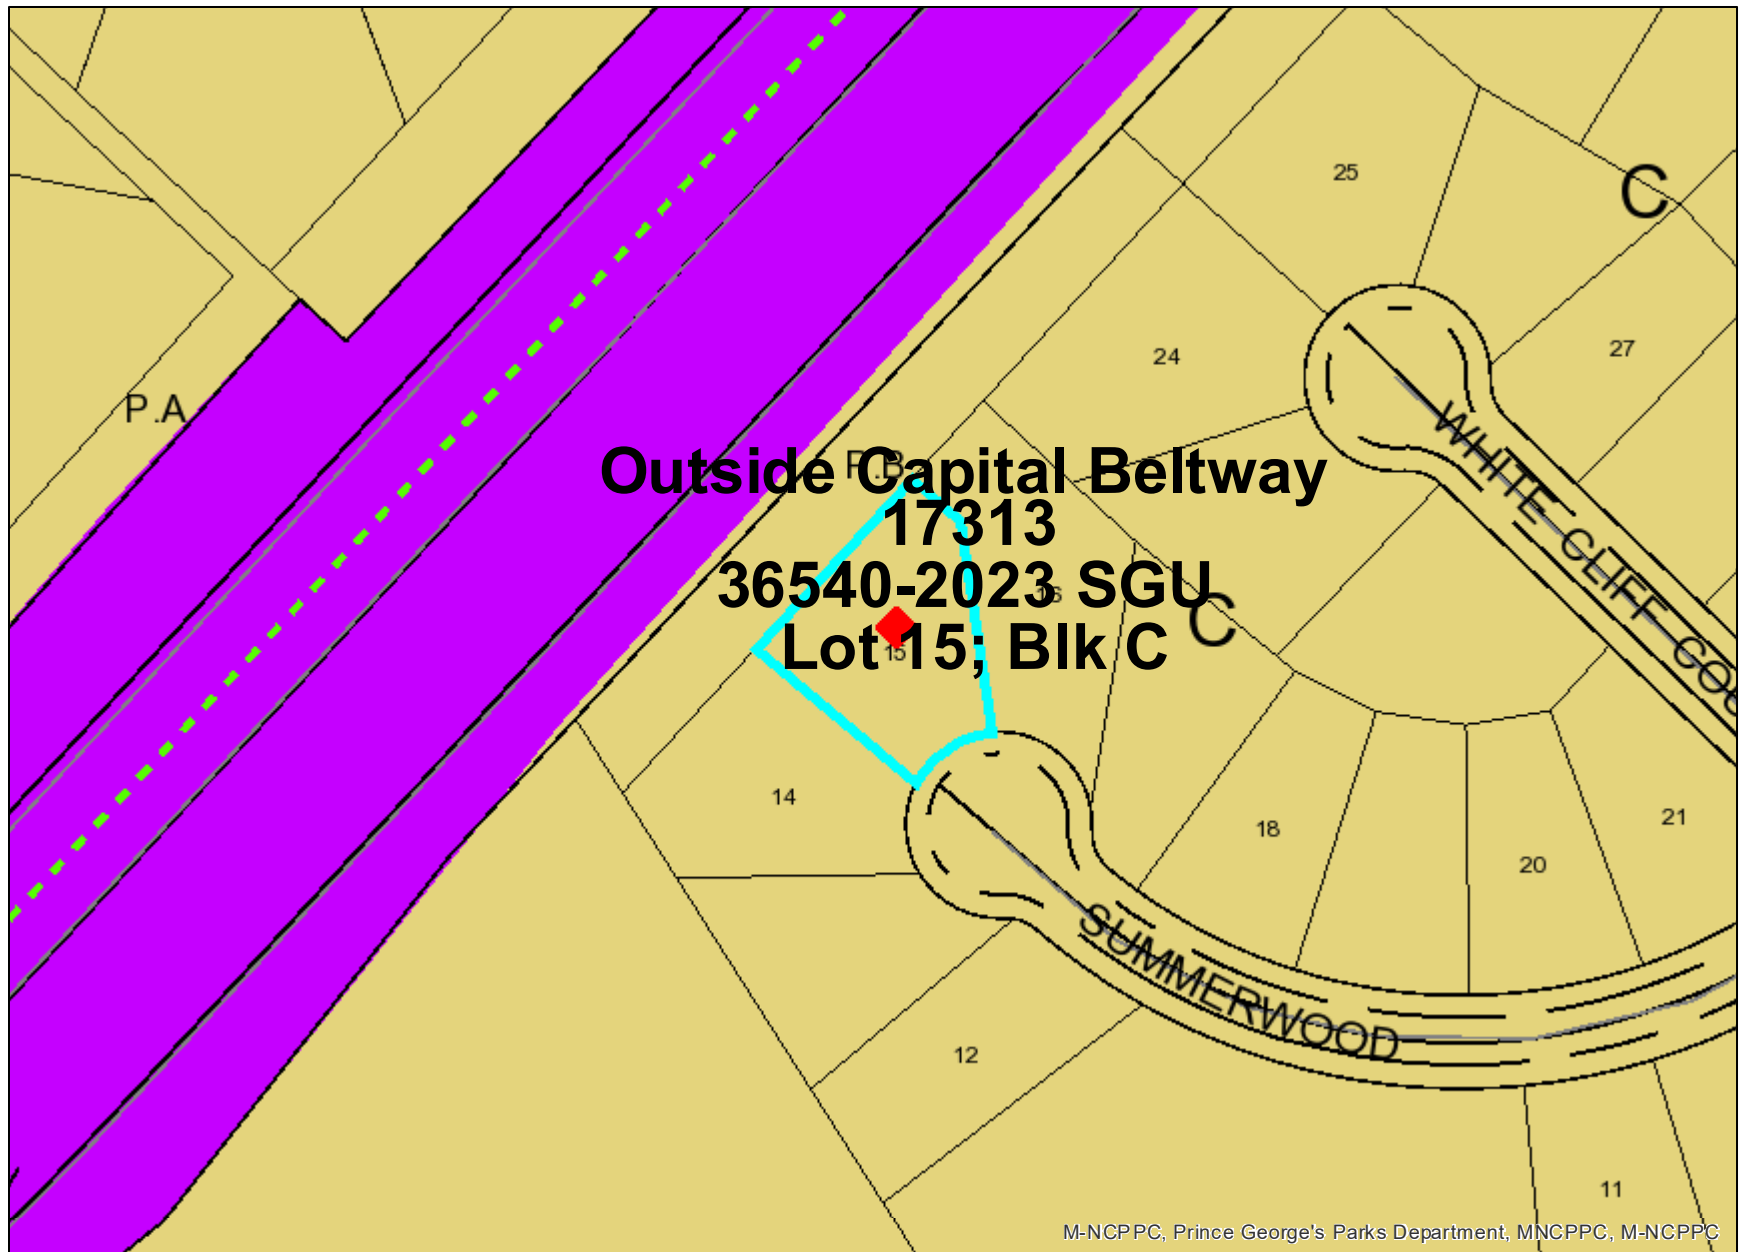 25
C
24
27
P.A
P.B
WHITE CLIFF COU
Outside Capital Beltway
17313
36540-2023 SGU
16
C
Lot 15; Blk C
15
14
18
21
20
SUMMERWOOD
12
11
M-NCPPC, Prince George's Parks Department, MNCPPC, M-NCPPC